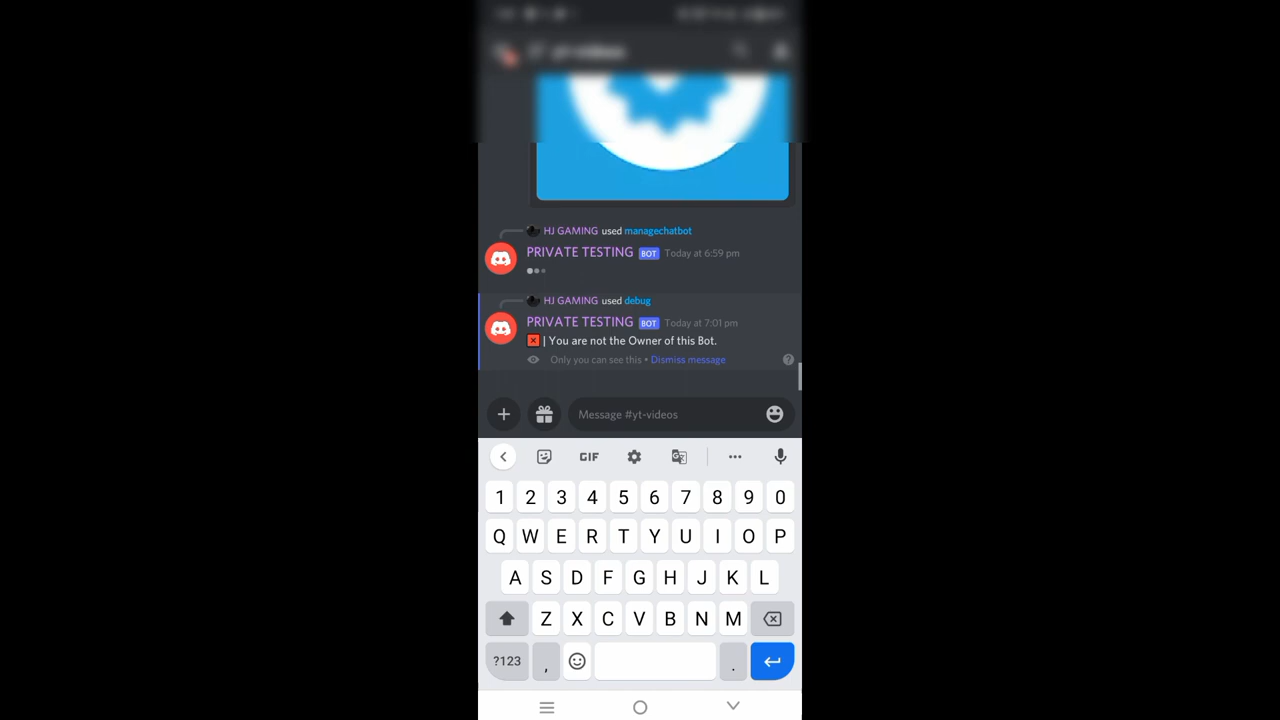 yt-videos
HJ GAMING used managechatbot
PRIVATE TESTING BOT Today at 6:59 pm
HJ GAMING used debug
PRIVATE TESTING BOT Today at 7:01 pm
| You are not the Owner of this Bot.
Only you can see this • Dismiss message
Message #yt-videos
GIF
1 2 3 4 5 6 7 8 9 0
Q W E R T Y U I O P
A S D F G H J K L
Z X C V B N M
?123 , .